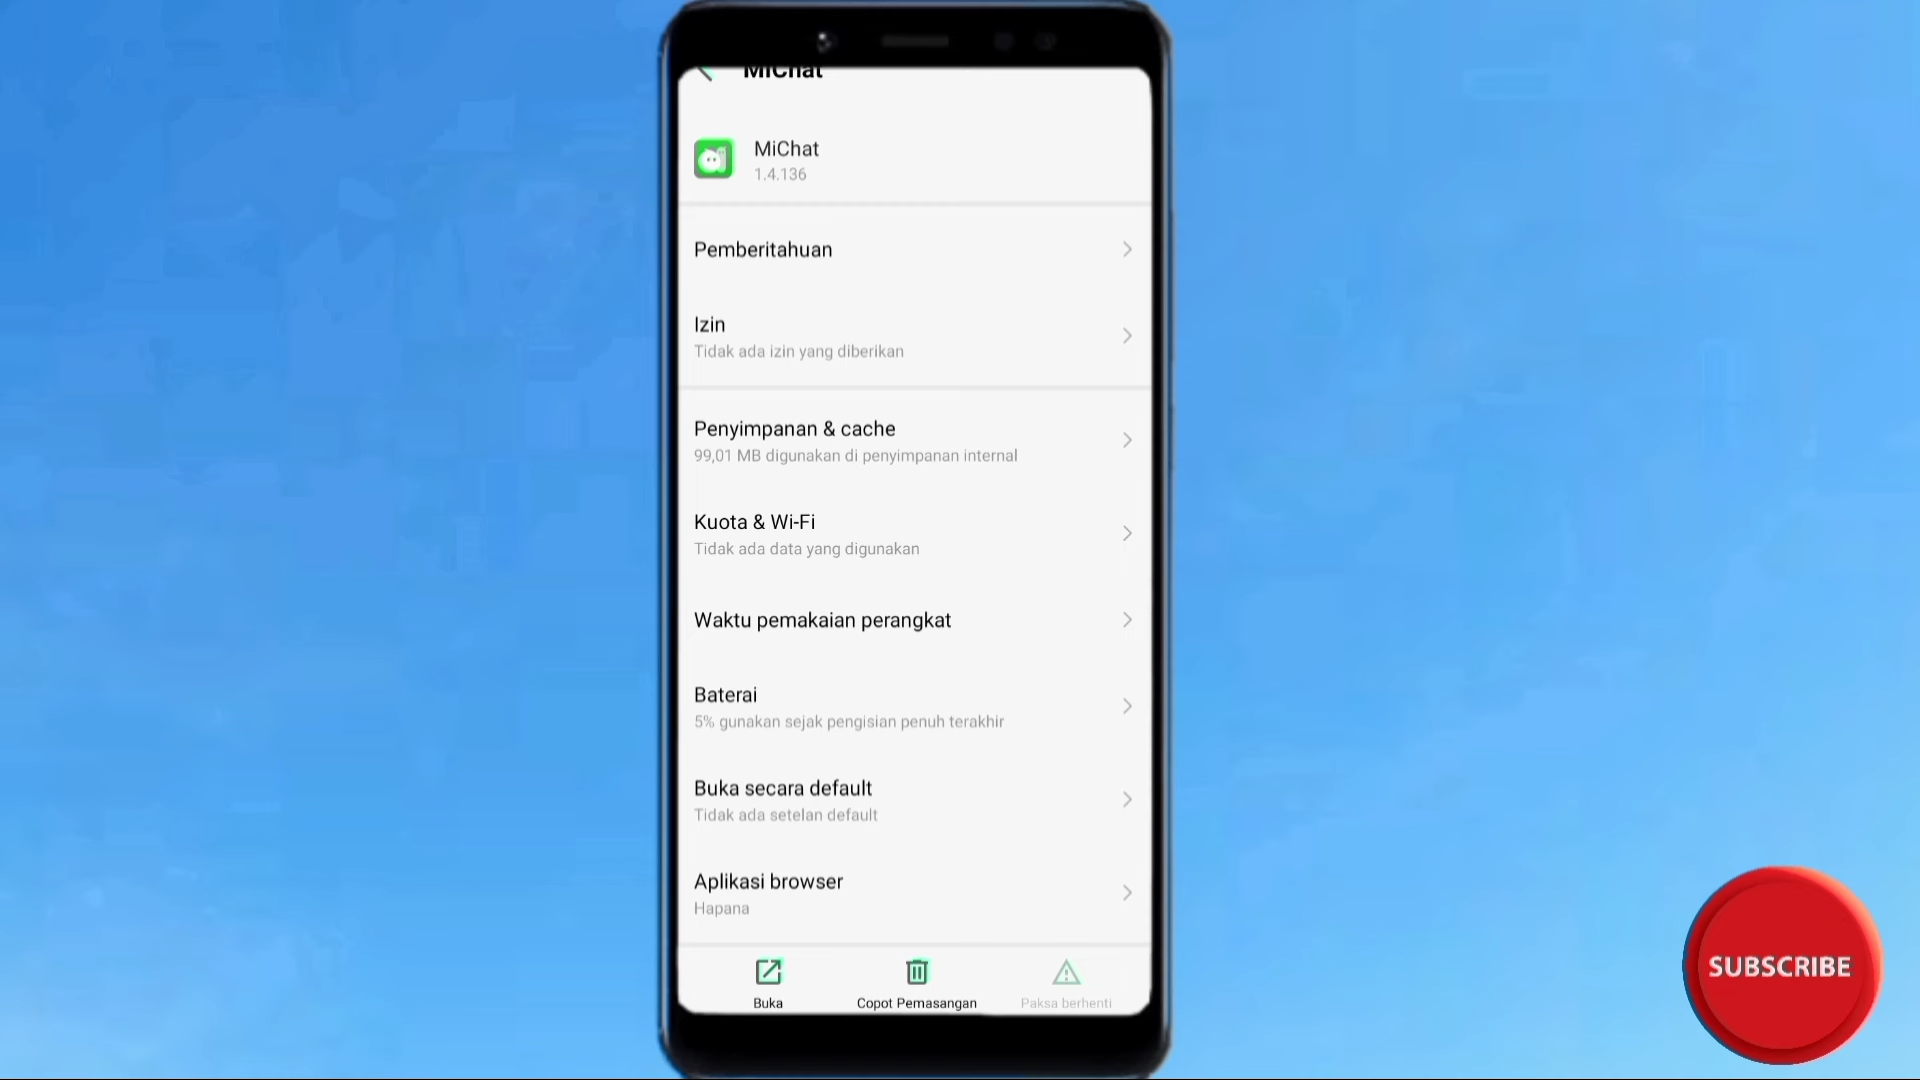 MiChat
MiChat
1.4.136
Pemberitahuan
Izin
Tidak ada izin yang diberikan
Penyimpanan & cache
99,01 MB digunakan di penyimpanan internal
Kuota & Wi-Fi
Tidak ada data yang digunakan
Waktu pemakaian perangkat
Baterai
5% gunakan sejak pengisian penuh terakhir
Buka secara default
Tidak ada setelan default
Aplikasi browser
Hapana
Buka
Copot Pemasangan
Paksa berhenti
SUBSCRIBE